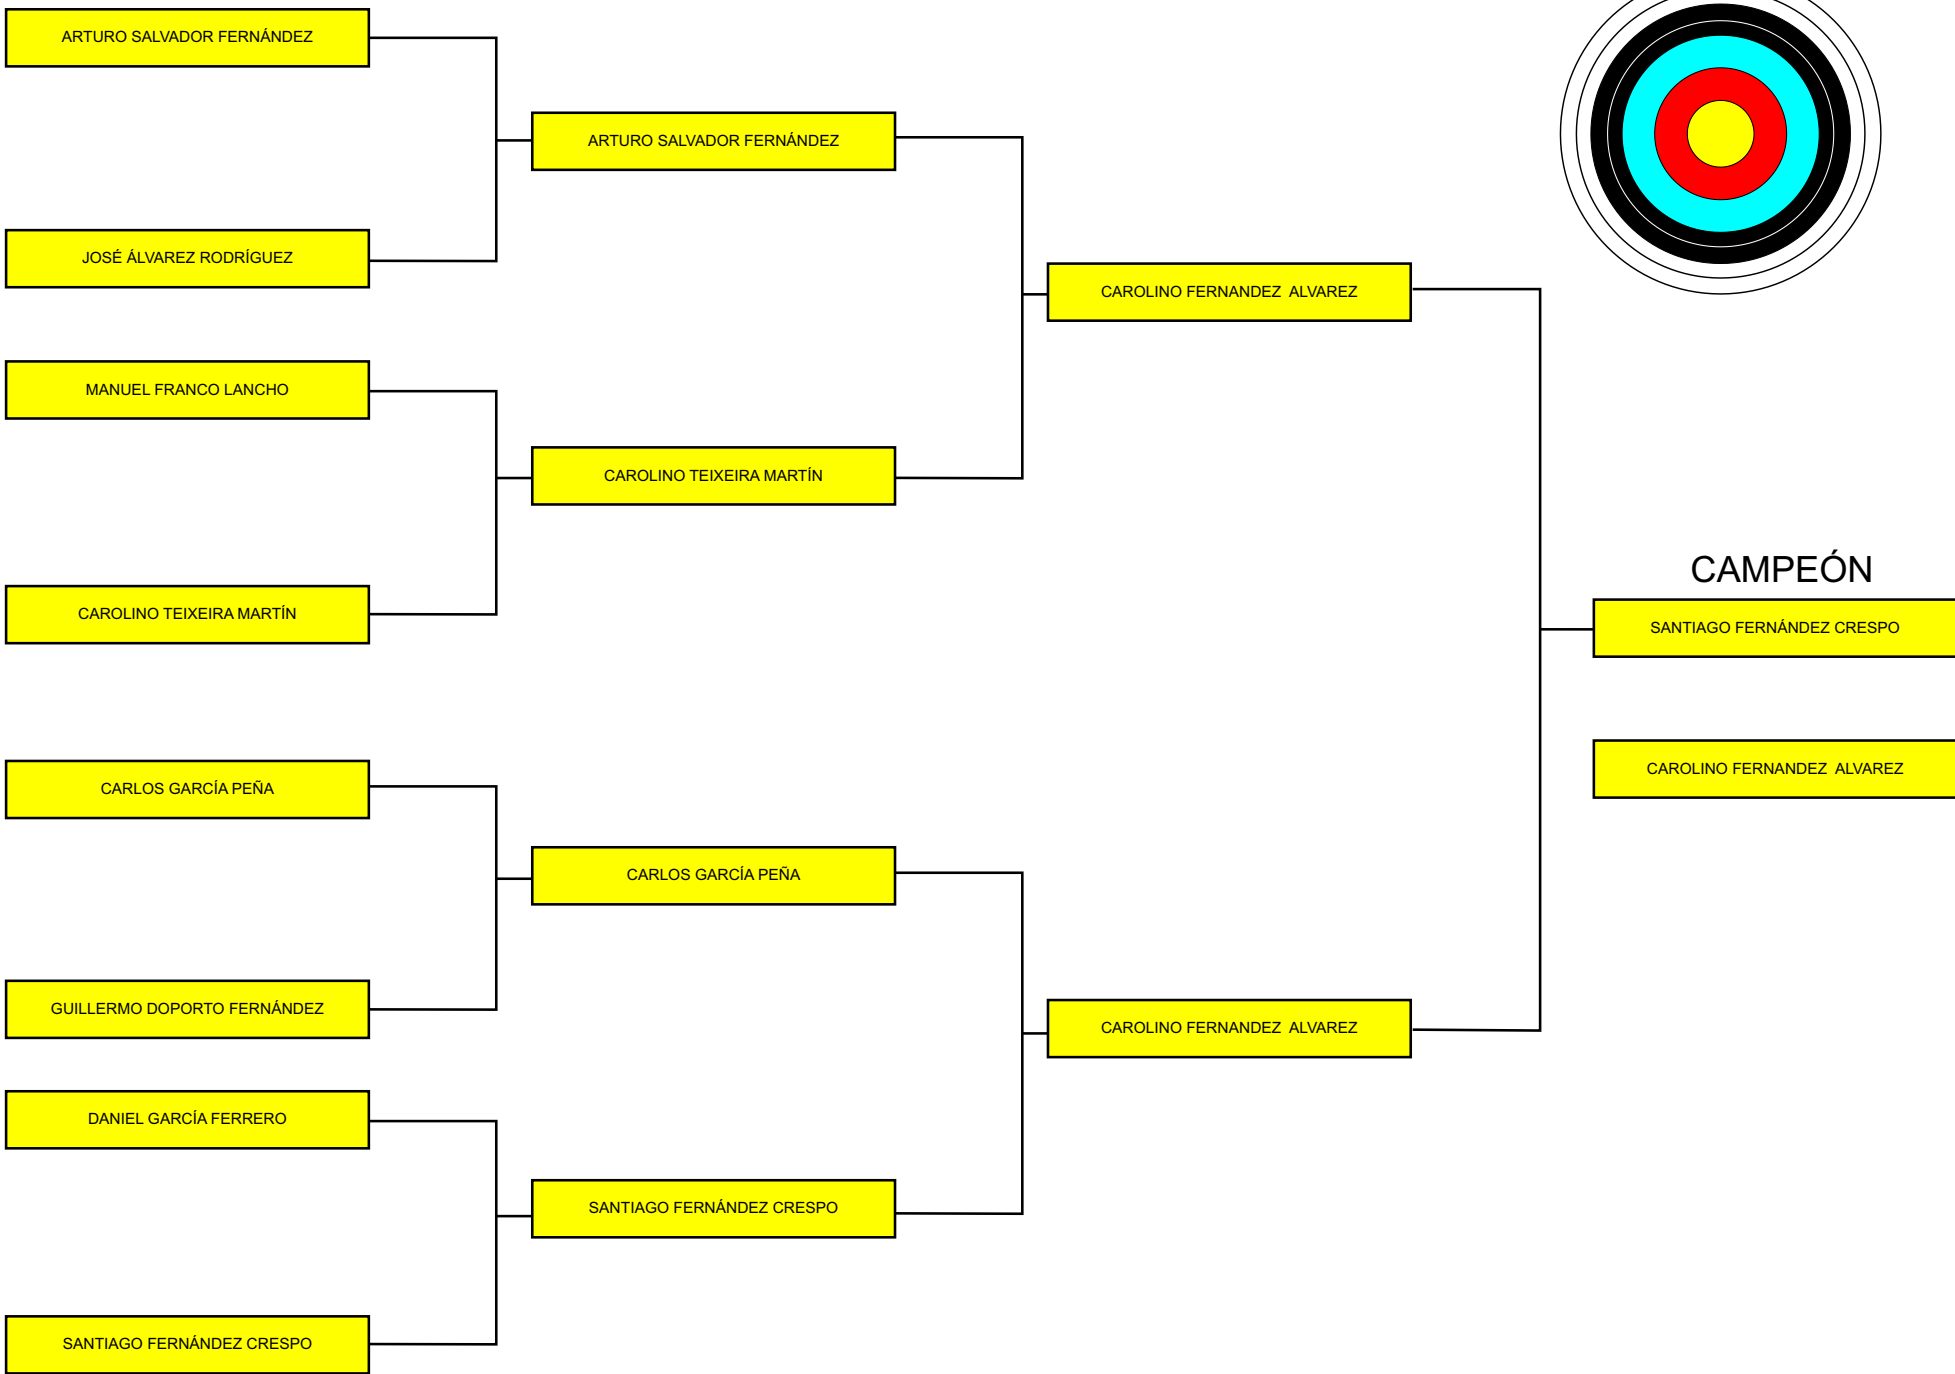 ARTURO SALVADOR FERNÁNDEZ
JOSÉ ÁLVAREZ RODRÍGUEZ
MANUEL FRANCO LANCHO
CAROLINO TEIXEIRA MARTÍN
CARLOS GARCÍA PEÑA
GUILLERMO DOPORTO FERNÁNDEZ
DANIEL GARCÍA FERRERO
SANTIAGO FERNÁNDEZ CRESPO
ARTURO SALVADOR FERNÁNDEZ
CAROLINO TEIXEIRA MARTÍN
CARLOS GARCÍA PEÑA
SANTIAGO FERNÁNDEZ CRESPO
CAROLINO FERNANDEZ  ALVAREZ
CAROLINO FERNANDEZ  ALVAREZ
CAMPEÓN
SANTIAGO FERNÁNDEZ CRESPO
CAROLINO FERNANDEZ  ALVAREZ